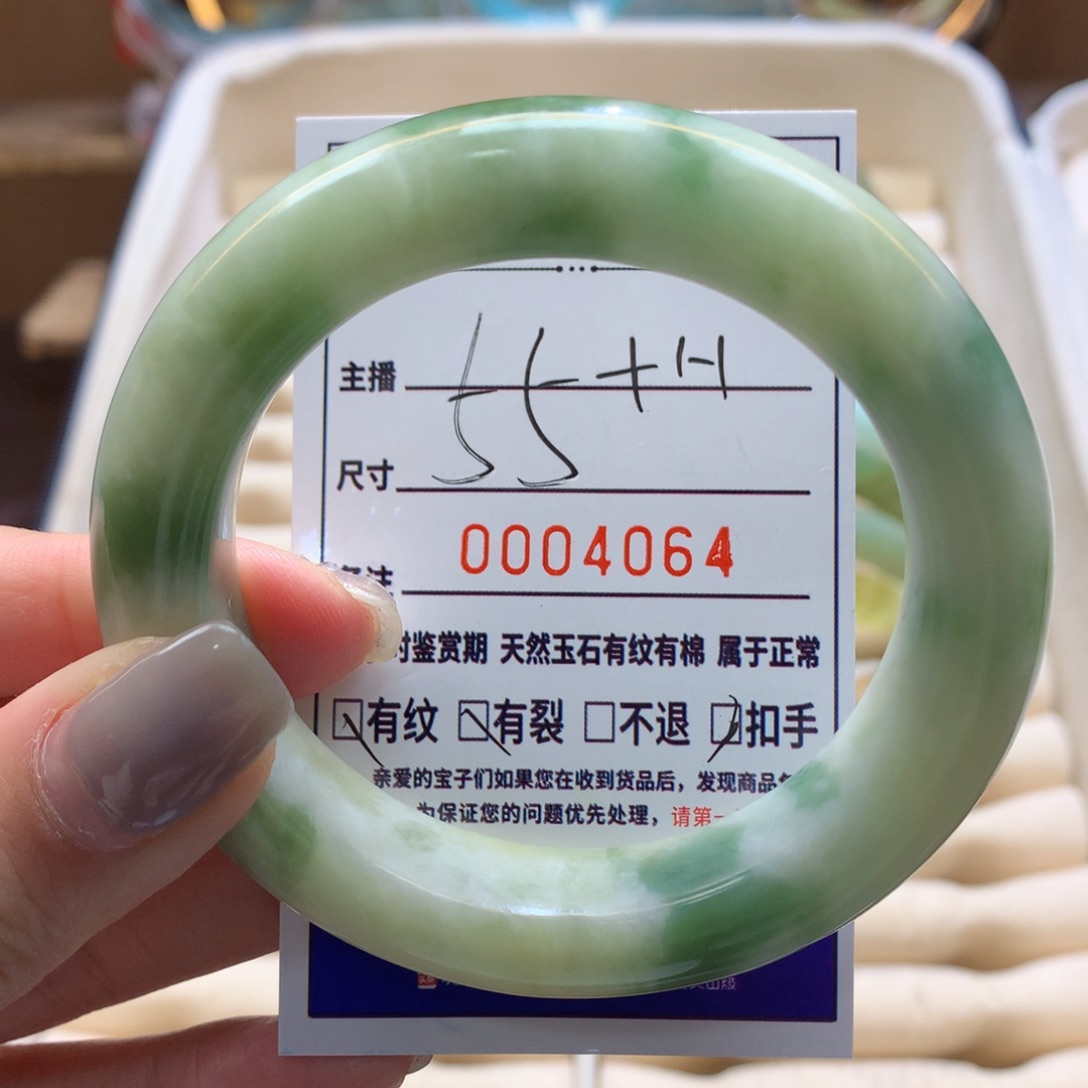 主播 55+H
尺寸
备注 0004064
时鉴赏期 天然玉石有纹有棉 属于正常
☑有纹 ☑有裂 □不退 ☑扣手
亲爱的宝子们如果您在收到货品后，发现商品
为保证您的问题优先处理，请第一